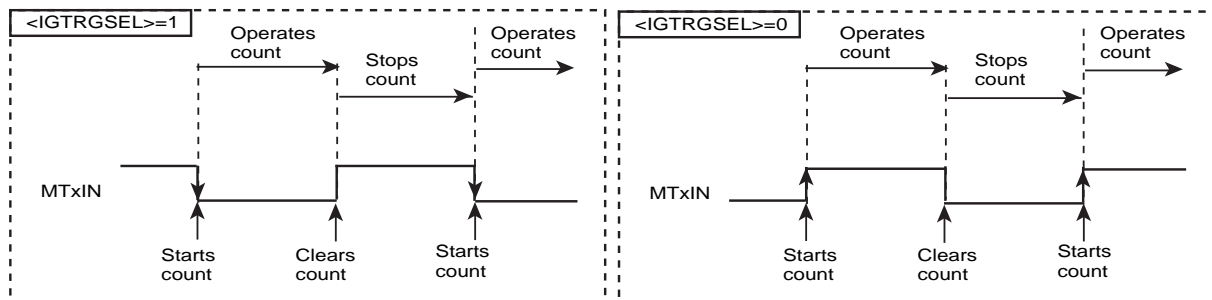 <IGTRGSEL>=1
Operates
count
Stops
count
Operates
count
MTxIN
Starts
count
Clears
count
Starts
count
<IGTRGSEL>=0
Operates
count
Stops
count
Operates
count
MTxIN
Starts
count
Clears
count
Starts
count